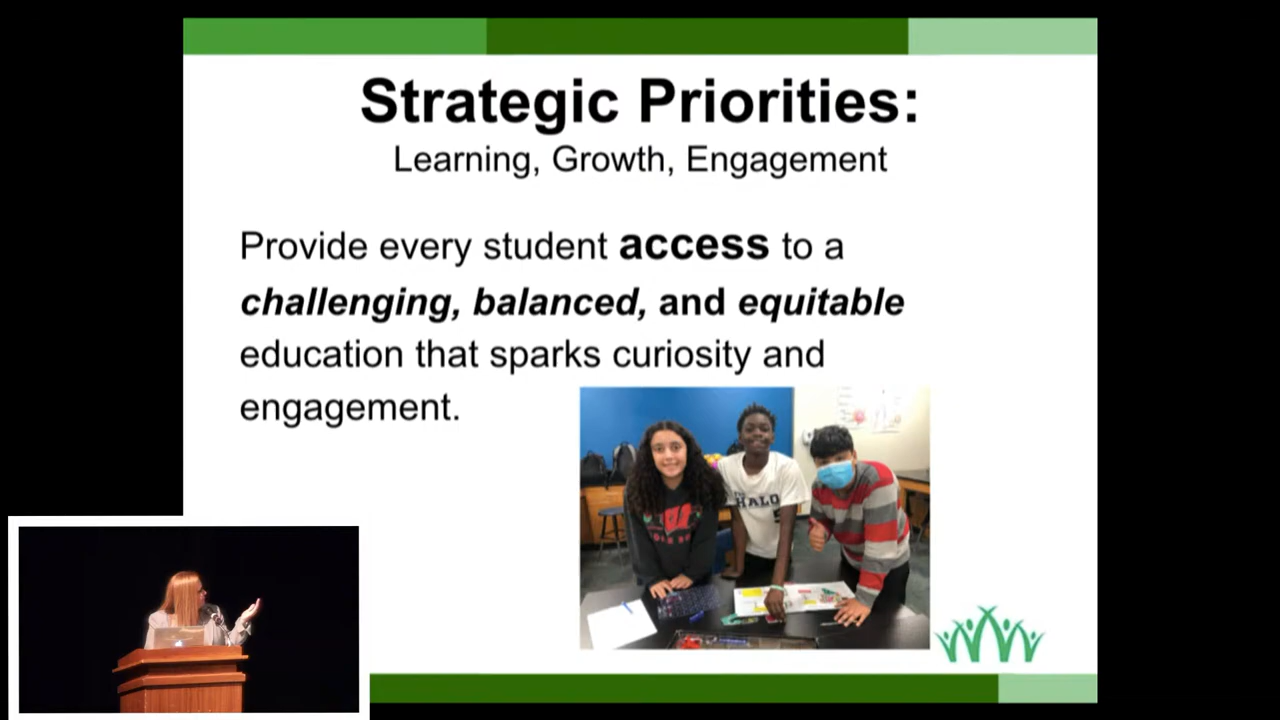 Strategic Priorities:
Learning, Growth, Engagement
Provide every student access to a
challenging, balanced, and equitable
education that sparks curiosity and
engagement.
HALO